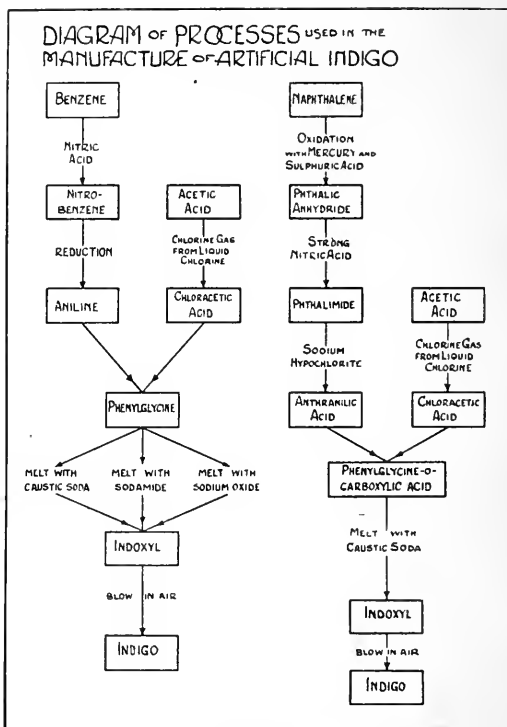 DIAGRAM OF PROCESSES USED IN THE
MANUFACTURE OF ARTIFICIAL INDIGO
BENZENE
NITRIC
ACID
NITRO-
BENZENE
REDUCTION
ANILINE
ACETIC
ACID
CHLORINE GAS
FROM LIQUID
CHLORINE
CHLORACETIC
ACID
PHENYLGLYCINE
MELT WITH
CAUSTIC SODA
MELT WITH
SODAMIDE
MELT WITH
SODIUM OXIDE
INDOXYL
BLOW IN AIR
INDIGO
NAPHTHALENE
OXIDATION
WITH MERCURY AND
SULPHURIC ACID
PHTHALIC
ANHYDRIDE
STRONG
NITRIC ACID
PHTHALIMIDE
SODIUM
HYPOCHLORITE
ANTHRANILIC
ACID
ACETIC
ACID
CHLORINE GAS
FROM LIQUID
CHLORINE
CHLORACETIC
ACID
PHENYLGLYCINE-O-
CARBOXYLIC ACID
MELT WITH
CAUSTIC SODA
INDOXYL
BLOW IN AIR
INDIGO